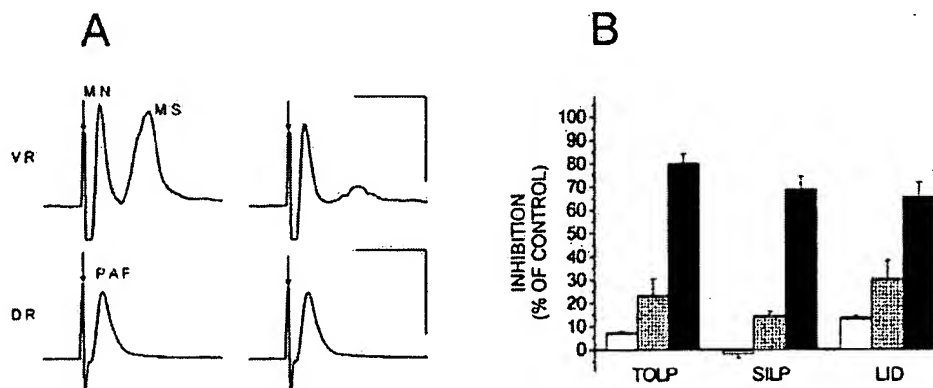 A
MN
MS
VR
PAF
DR
B
INHIBITION
(% OF CONTROL)
100
90
80
70
60
50
40
30
20
10
0
TOLP
SILP
LID